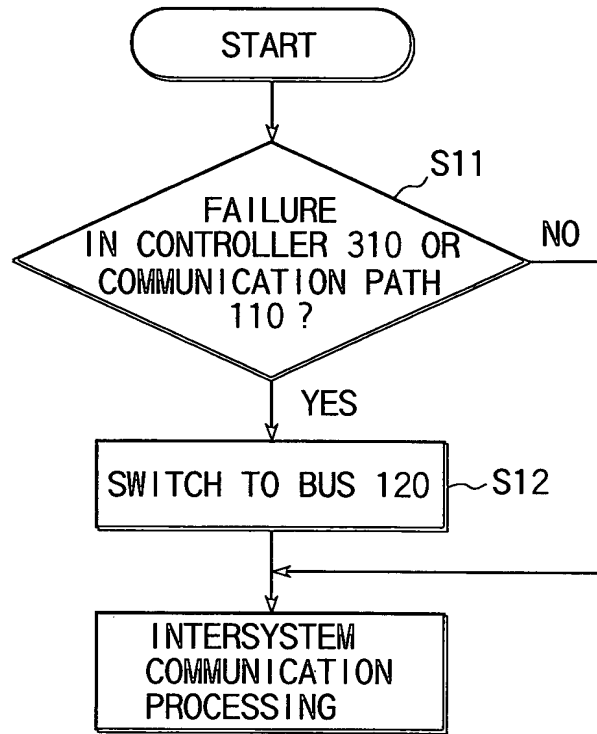 START
S11
FAILURE
IN CONTROLLER 310 OR
COMMUNICATION PATH
110 ?
NO
YES
SWITCH TO BUS 120
S12
INTERSYSTEM
COMMUNICATION
PROCESSING